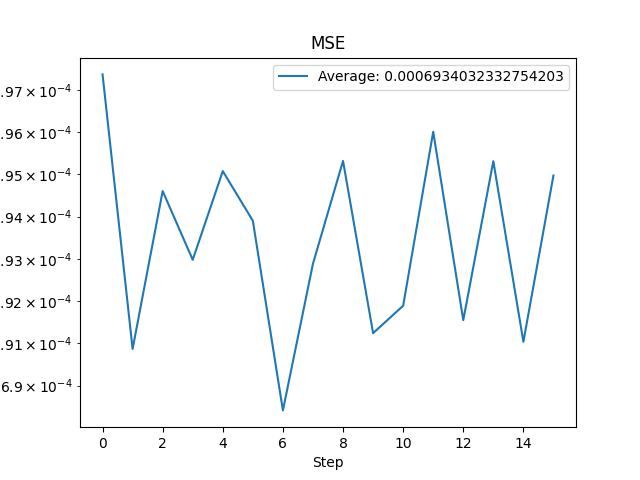 MSE
Average: 0.0006934032332754203
.97 × 10⁻⁴
.96 × 10⁻⁴
.95 × 10⁻⁴
.94 × 10⁻⁴
.93 × 10⁻⁴
.92 × 10⁻⁴
.91 × 10⁻⁴
6.9 × 10⁻⁴
0 2 4 6 8 10 12 14
Step